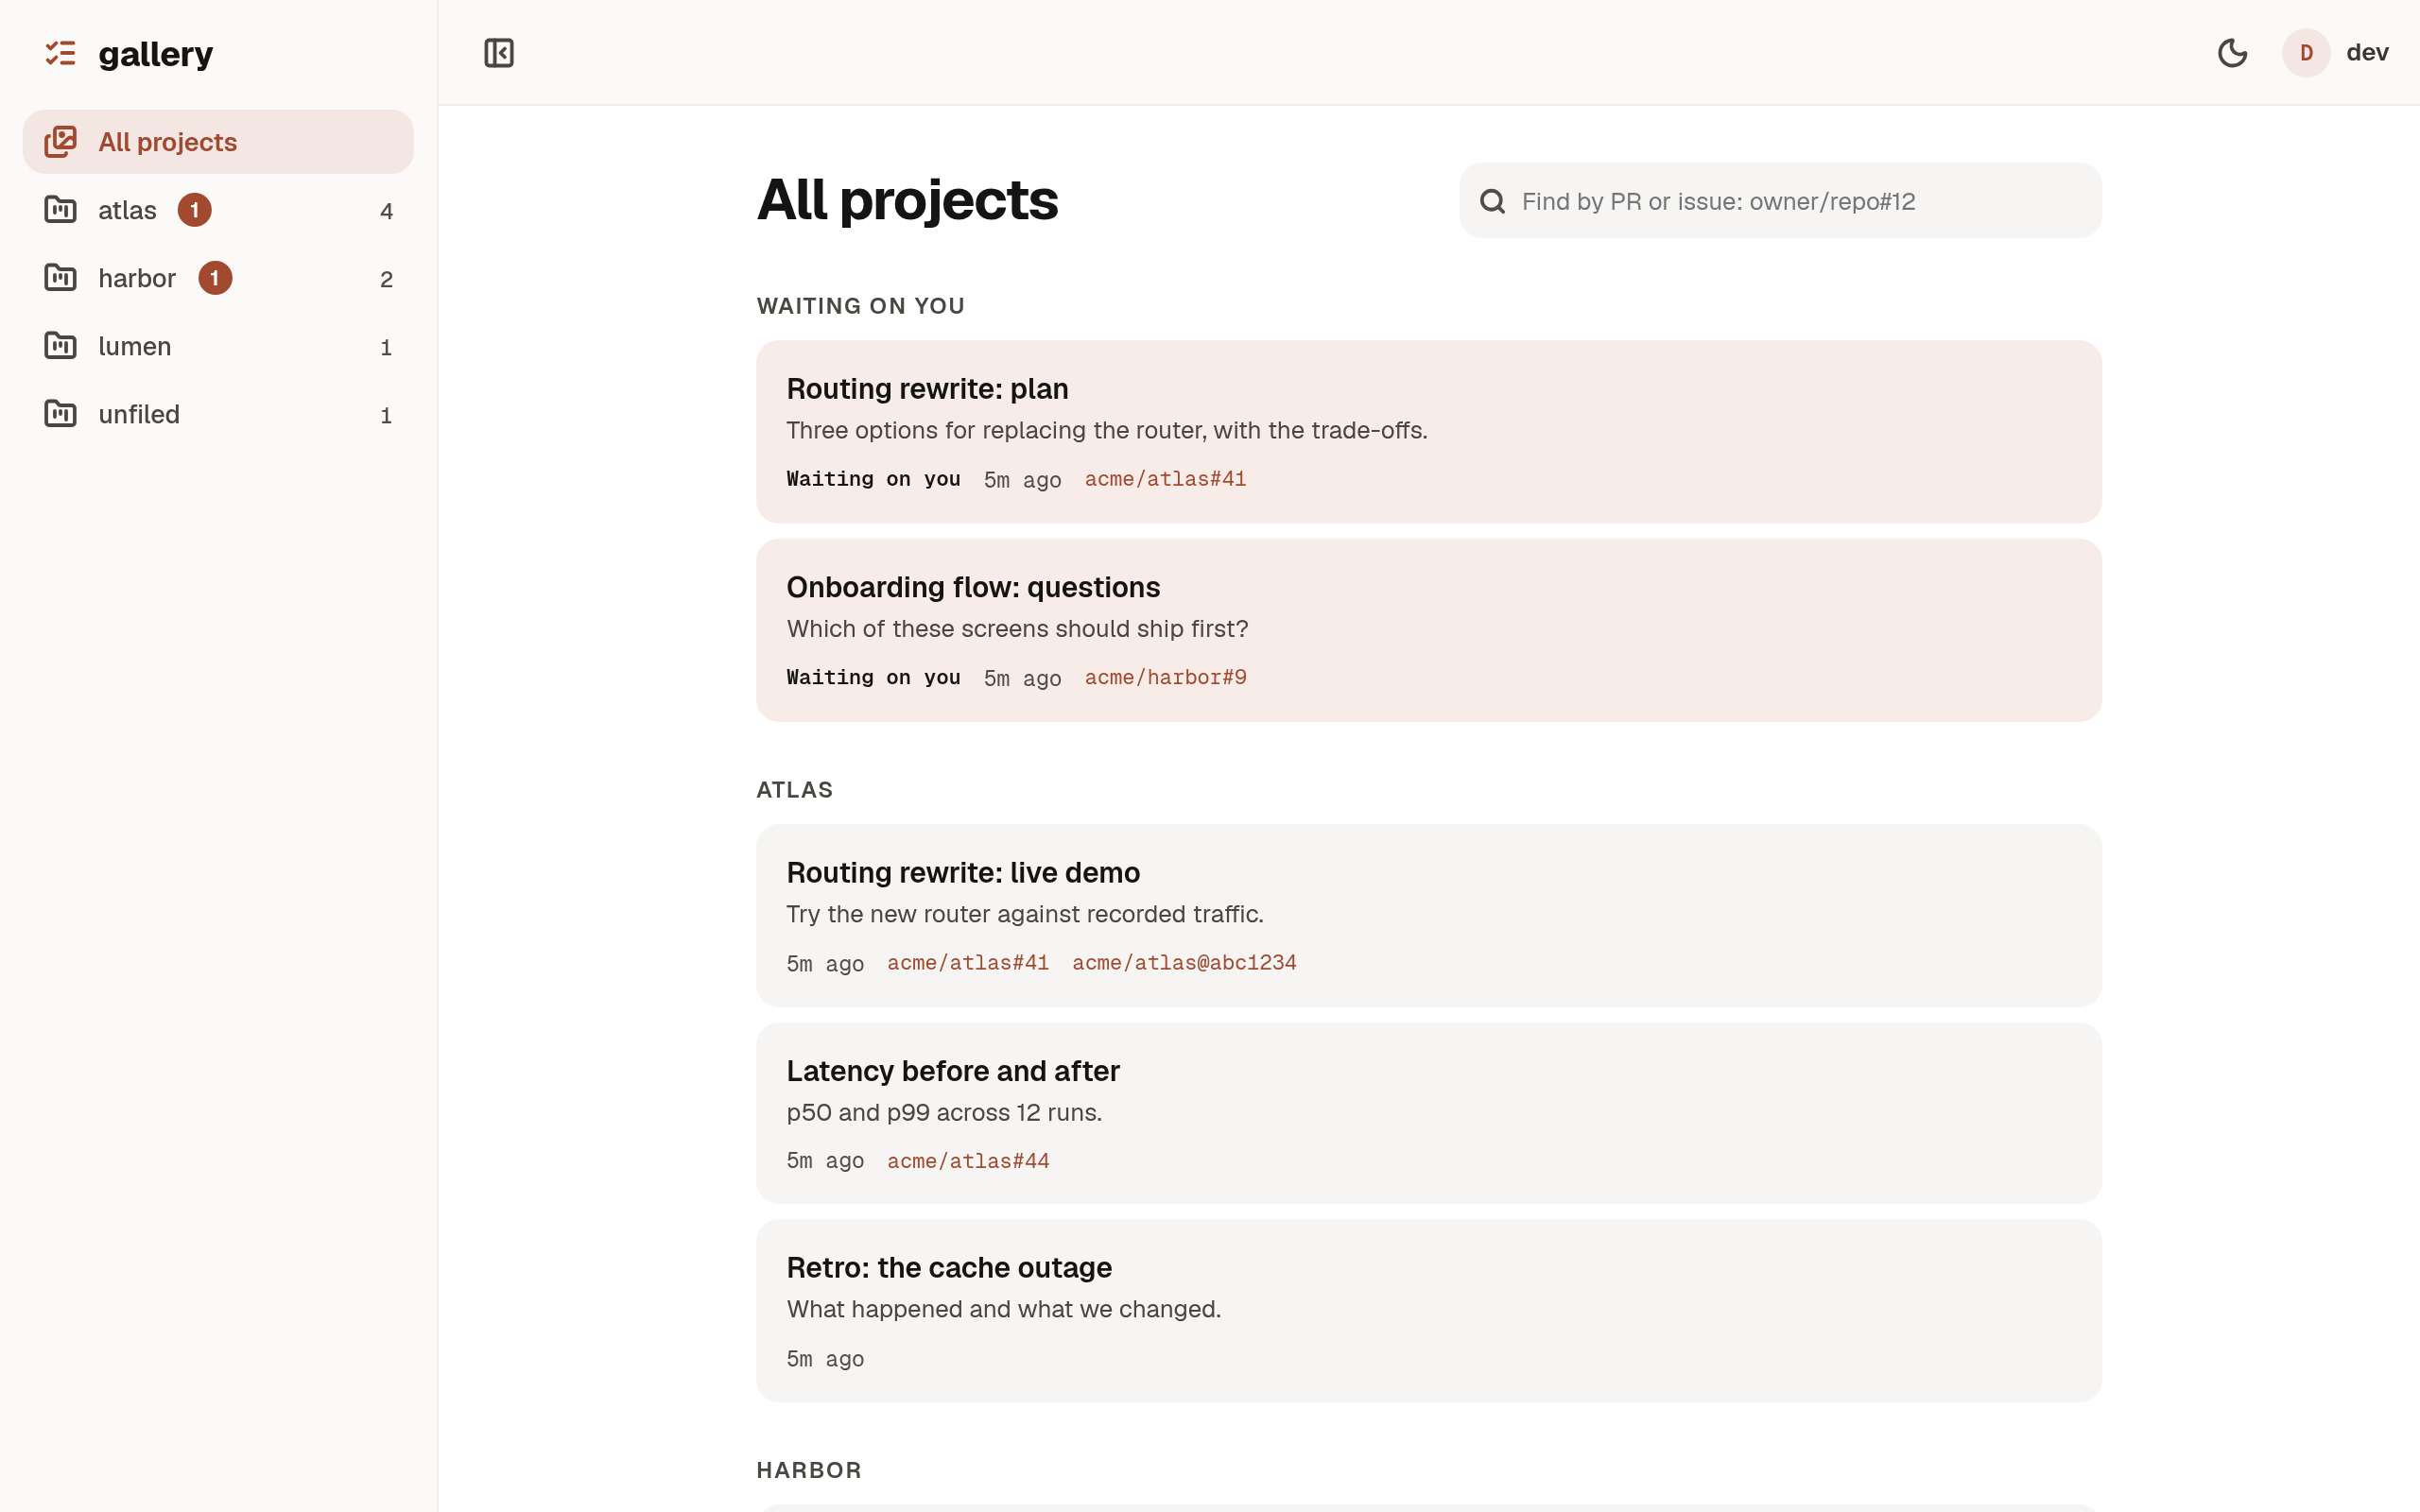 gallery
All projects
atlas 1 4
harbor 1 2
lumen 1
unfiled 1
D dev
All projects
Find by PR or issue: owner/repo#12
WAITING ON YOU
Routing rewrite: plan
Three options for replacing the router, with the trade-offs.
Waiting on you 5m ago acme/atlas#41
Onboarding flow: questions
Which of these screens should ship first?
Waiting on you 5m ago acme/harbor#9
ATLAS
Routing rewrite: live demo
Try the new router against recorded traffic.
5m ago acme/atlas#41 acme/atlas@abc1234
Latency before and after
p50 and p99 across 12 runs.
5m ago acme/atlas#44
Retro: the cache outage
What happened and what we changed.
5m ago
HARBOR